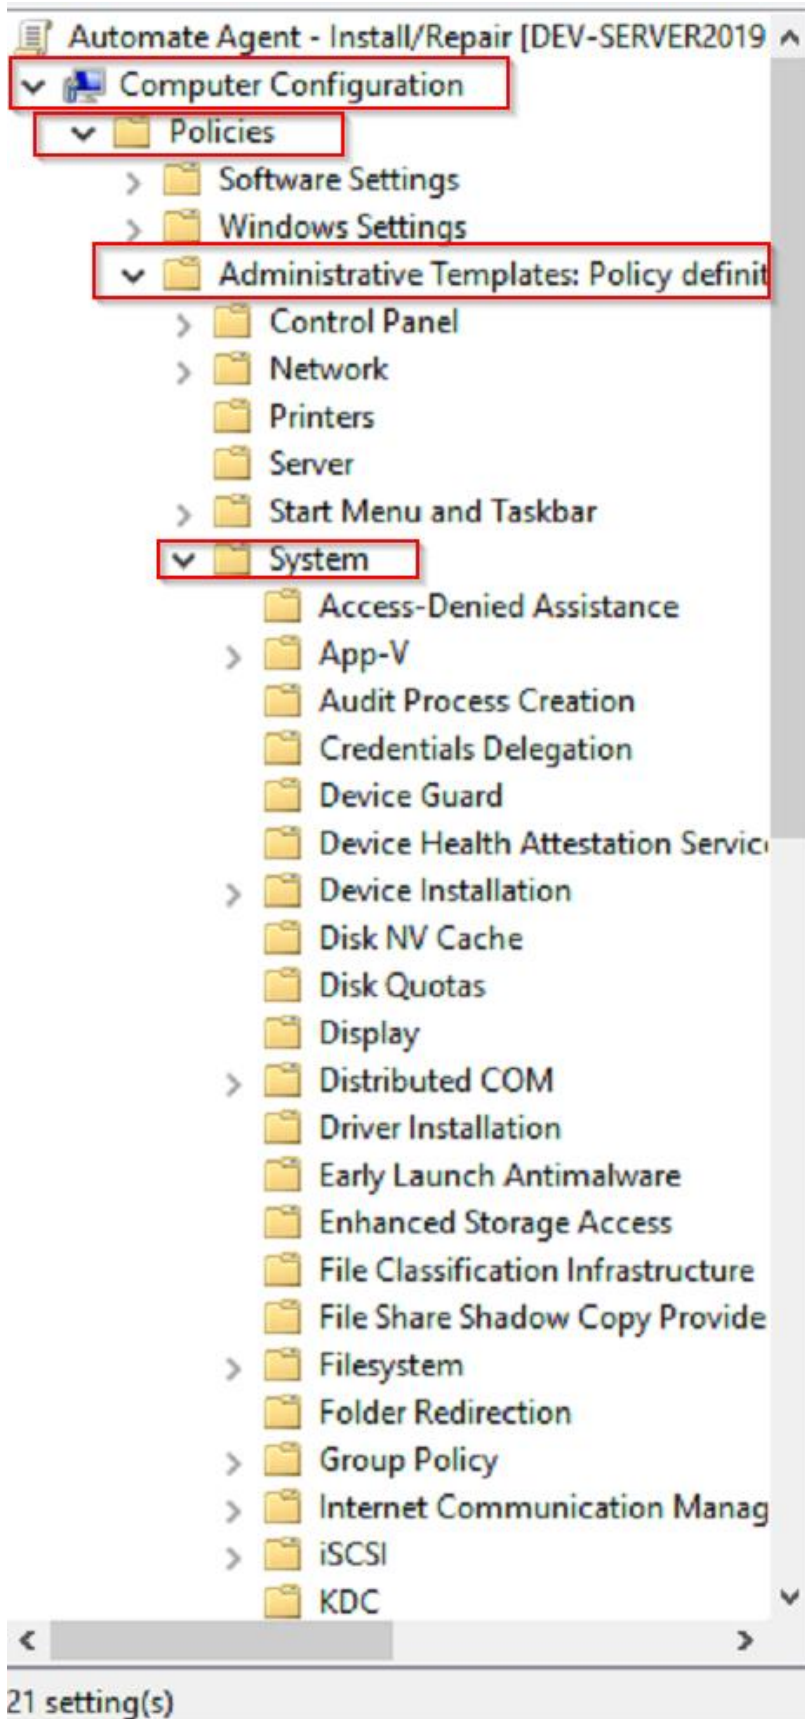 Automate Agent - Install/Repair [DEV-SERVER2019
Computer Configuration
Policies
Software Settings
Windows Settings
Administrative Templates: Policy definit
Control Panel
Network
Printers
Server
Start Menu and Taskbar
System
Access-Denied Assistance
App-V
Audit Process Creation
Credentials Delegation
Device Guard
Device Health Attestation Servic
Device Installation
Disk NV Cache
Disk Quotas
Display
Distributed COM
Driver Installation
Early Launch Antimalware
Enhanced Storage Access
File Classification Infrastructure
File Share Shadow Copy Provide
Filesystem
Folder Redirection
Group Policy
Internet Communication Manag
iSCSI
KDC
21 setting(s)